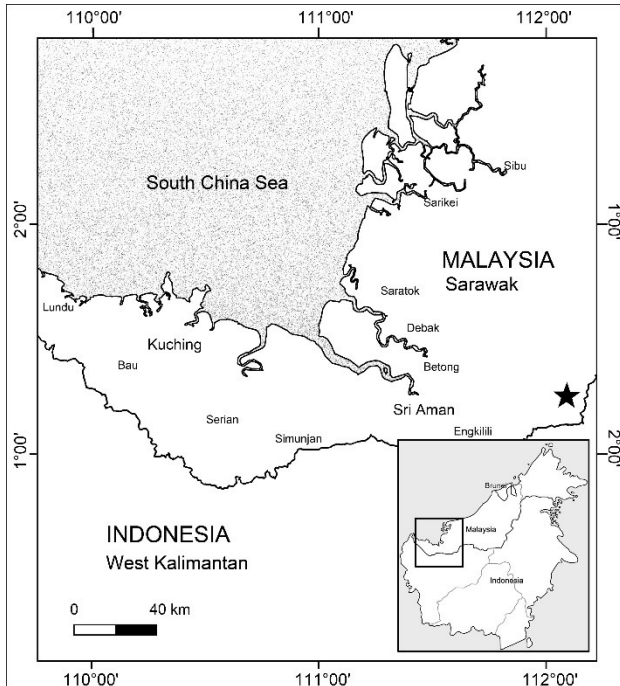 110°00'
111°00'
112°00'
South China Sea
Sibu
Sarikei
2°00'
1°00'
MALAYSIA
Sarawak
Saratok
Lundu
Debak
Kuching
Bau
Betong
Sri Aman
Serian
Engkilili
Simunjan
1°00'
2°00'
Brunei
Malaysia
INDONESIA
West Kalimantan
Indonesia
0
40 km
110°00'
111°00'
112°00'